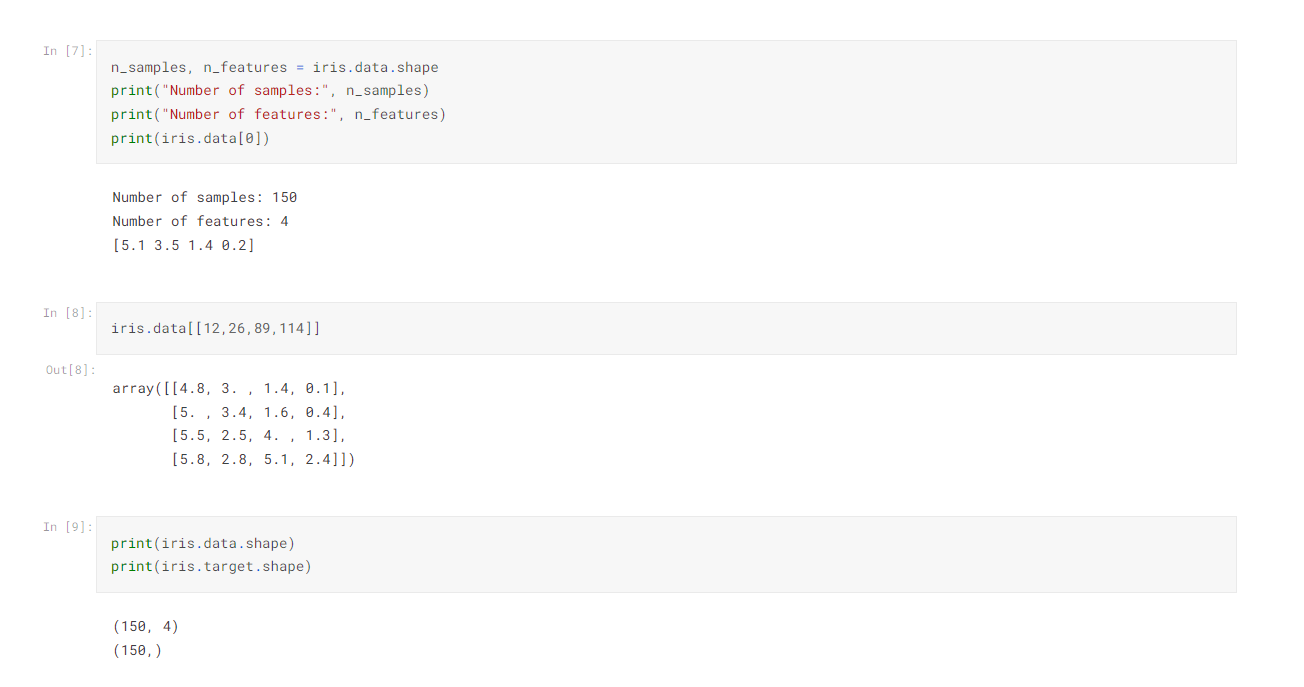 In [7]:
n_samples, n_features = iris.data.shape
print("Number of samples:", n_samples)
print("Number of features:", n_features)
print(iris.data[0])
Number of samples: 150
Number of features: 4
[5.1 3.5 1.4 0.2]
In [8]:
iris.data[[12,26,89,114]]
Out[8]:
array([[4.8, 3. , 1.4, 0.1],
       [5. , 3.4, 1.6, 0.4],
       [5.5, 2.5, 4. , 1.3],
       [5.8, 2.8, 5.1, 2.4]])
In [9]:
print(iris.data.shape)
print(iris.target.shape)
(150, 4)
(150,)